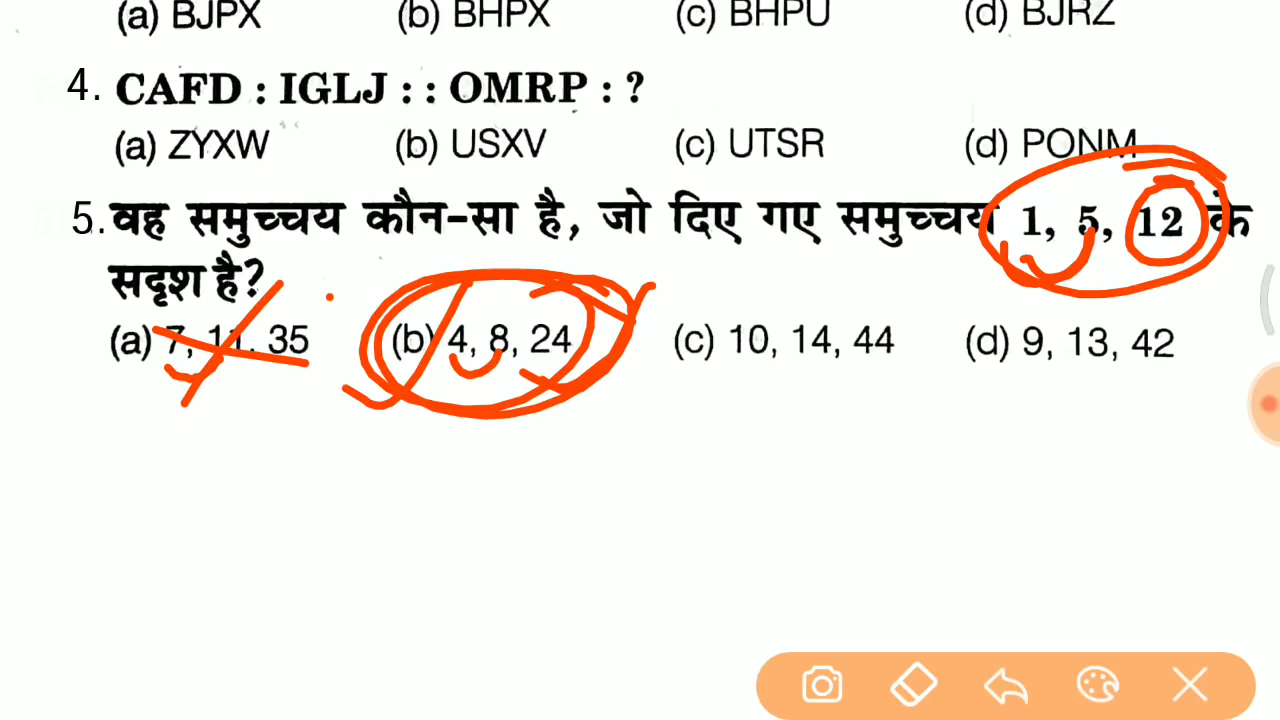 (a) BJPX (b) BHPX (c) BHPU (d) BJRZ
4. CAFD : IGLJ : : OMRP : ?
(a) ZYXW (b) USXV (c) UTSR (d) PONM
5. वह समुच्चय कौन-सा है, जो दिए गए समुच्चय 1, 5, 12 के
सदृश है?
(a) 7, 11, 35 (b) 4, 8, 24 (c) 10, 14, 44 (d) 9, 13, 42